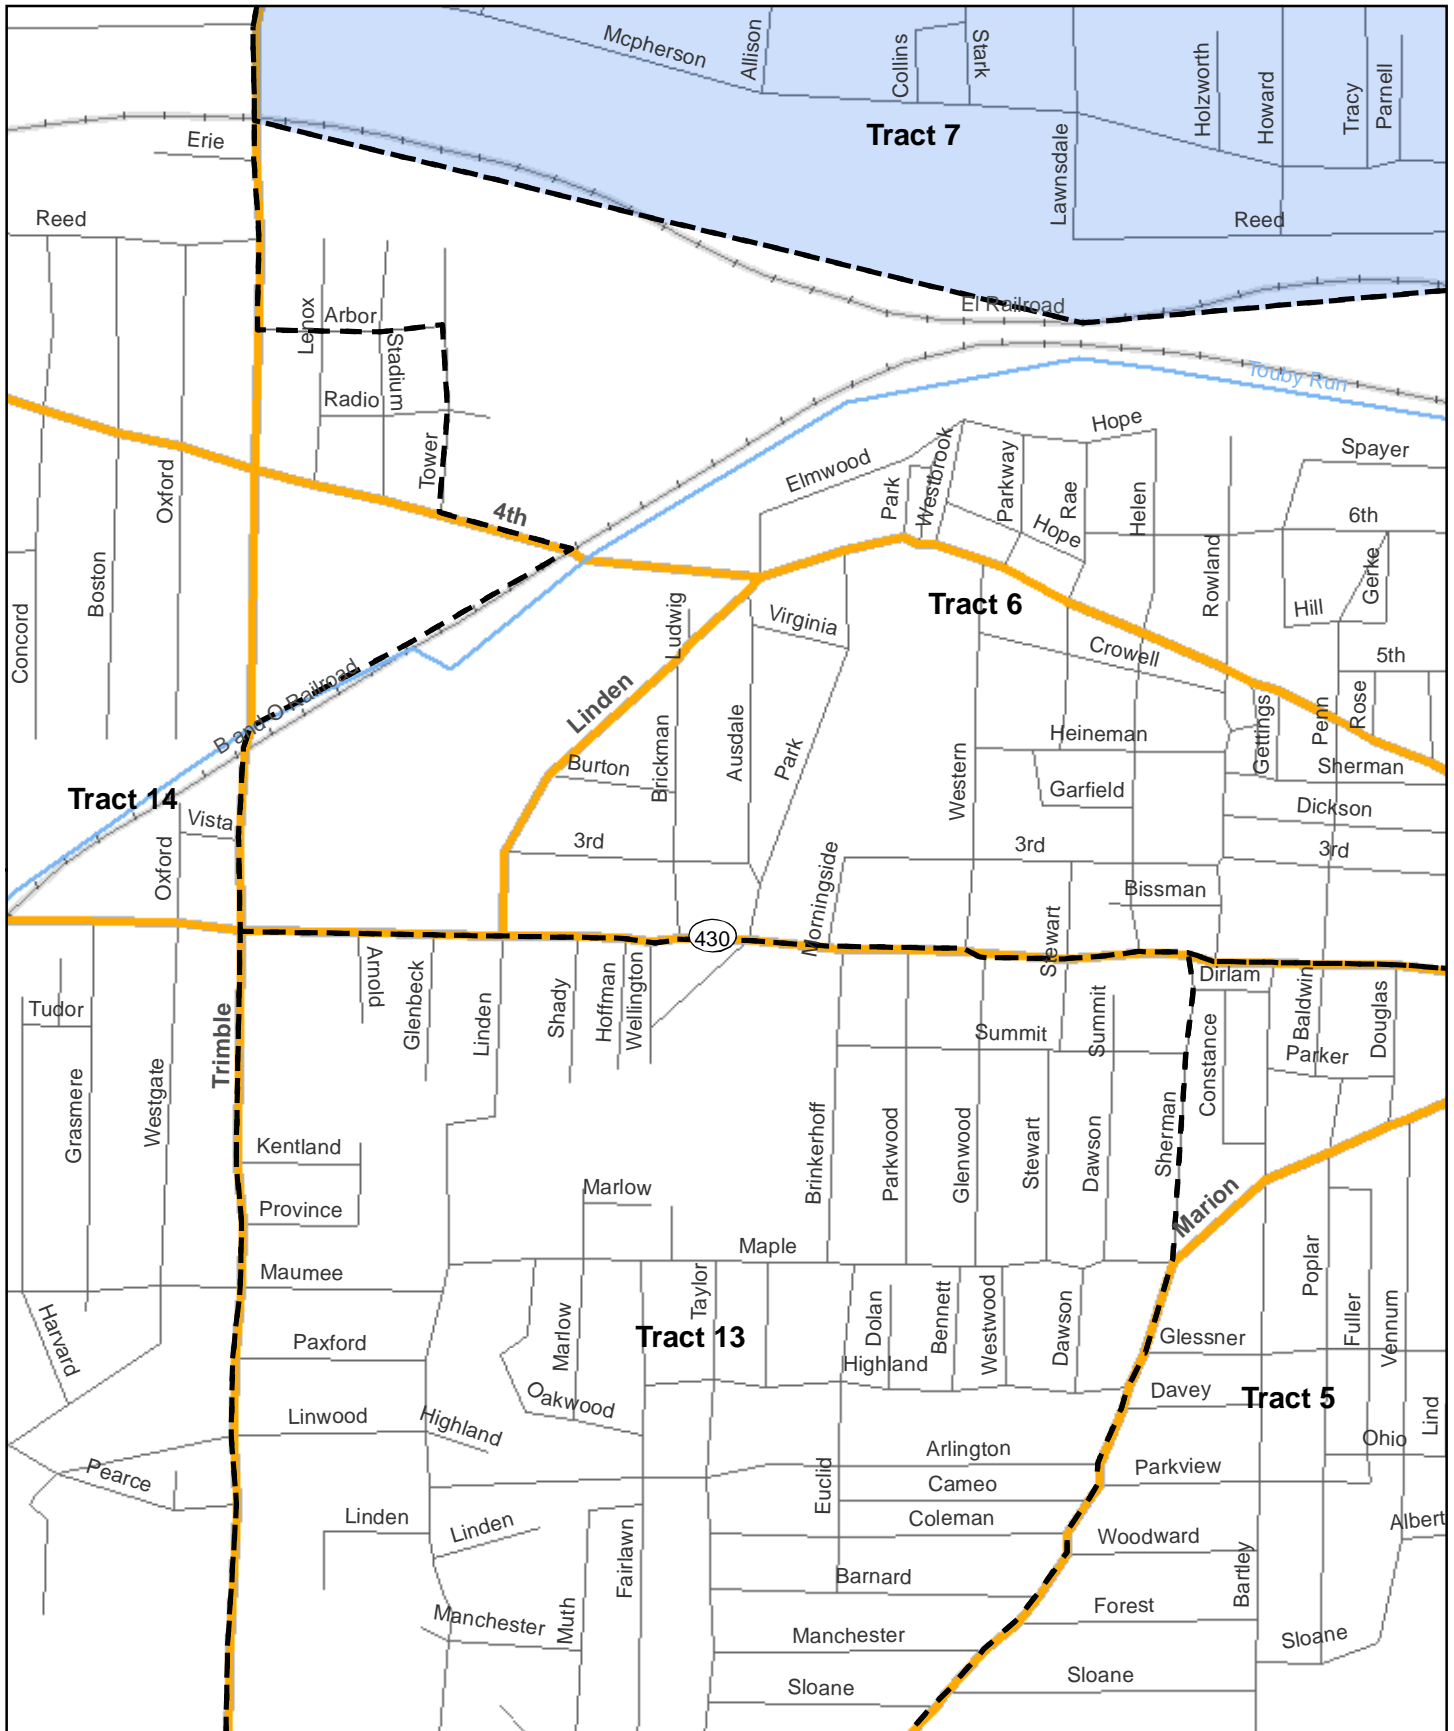 Mcpherson
Allison
Collins
Stark
Holzworth
Howard
Tracy
Parnell
Tract 7
Erie
Lawnsdale
Reed
Reed
El Railroad
Lenox
Arbor
Stadium
Radio
Tower
Touby Run
4th
Oxford
Boston
Concord
Elmwood
Park
Westbrook
Parkway
Hope
Rae
Hope
Helen
Spayer
6th
Rowland
Gerke
Hill
Tract 6
Virginia
Ludwig
Crowell
5th
Linden
B and O Railroad
Brickman
Ausdale
Park
Western
Heineman
Gettings
Penn
Rose
Sherman
Burton
Garfield
Dickson
Tract 14
Vista
Oxford
3rd
Morningside
3rd
3rd
Bissman
430
Stewart
Dirlam
Arnold
Glenbeck
Linden
Shady
Hoffman
Wellington
Tudor
Trimble
Summit
Summit
Constance
Baldwin
Parker
Douglas
Grasmere
Westgate
Kentland
Province
Brinkerhoff
Parkwood
Glenwood
Stewart
Dawson
Sherman
Marion
Marlow
Maple
Maumee
Harvard
Paxford
Marlow
Taylor
Tract 13
Dolan
Bennett
Westwood
Dawson
Highland
Poplar
Fuller
Vennum
Glessner
Davey
Tract 5
Lind
Oakwood
Linwood
Highland
Pearce
Arlington
Cameo
Coleman
Euclid
Ohio
Parkview
Linden
Linden
Fairlawn
Woodward
Albert
Bartley
Barnard
Forest
Muth
Manchester
Manchester
Sloane
Sloane
Sloane